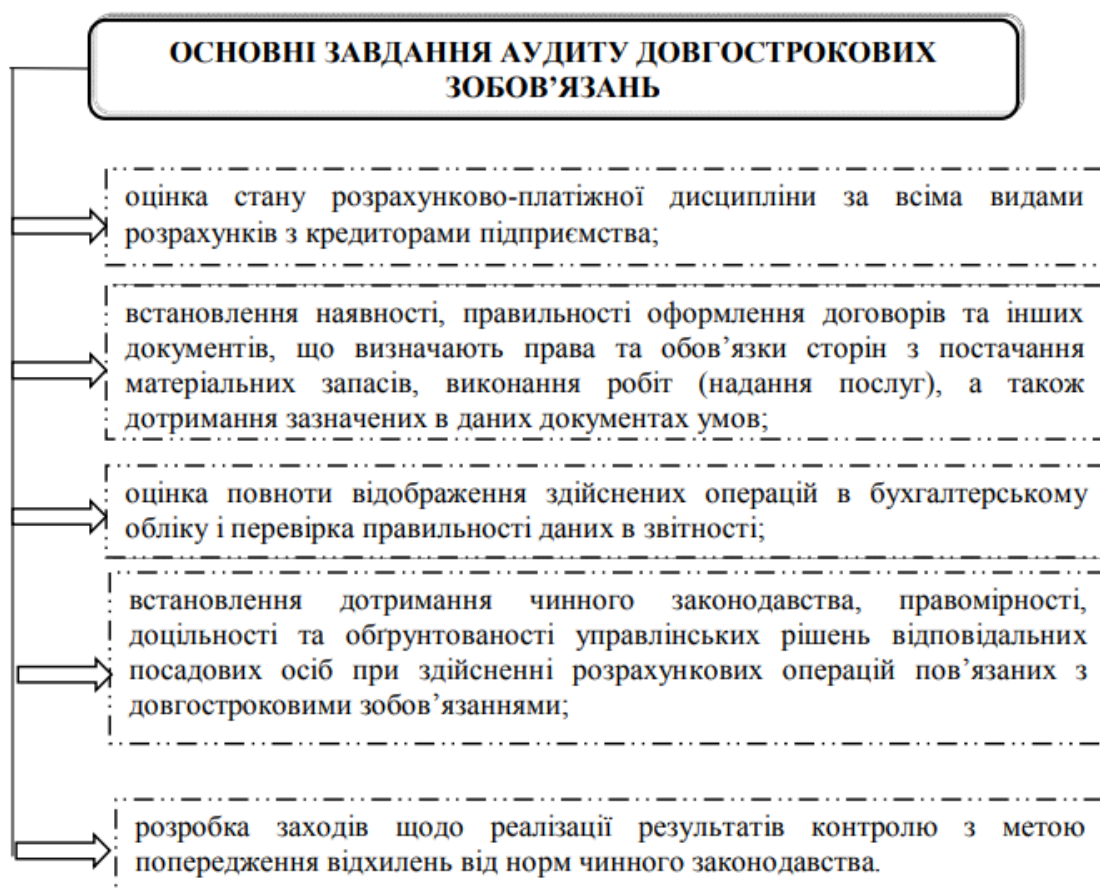 ОСНОВНІ ЗАВДАННЯ АУДИТУ ДОВГОСТРОКОВИХ
ЗОБОВ’ЯЗАНЬ
оцінка стану розрахунково-платіжної дисципліни за всіма видами
розрахунків з кредиторами підприємства;
встановлення наявності, правильності оформлення договорів та інших
документів, що визначають права та обов’язки сторін з постачання
матеріальних запасів, виконання робіт (надання послуг), а також
дотримання зазначених в даних документах умов;
оцінка повноти відображення здійснених операцій в бухгалтерському
обліку і перевірка правильності даних в звітності;
встановлення дотримання чинного законодавства, правомірності,
доцільності та обґрунтованості управлінських рішень відповідальних
посадових осіб при здійсненні розрахункових операцій пов’язаних з
довгостроковими зобов’язаннями;
розробка заходів щодо реалізації результатів контролю з метою
попередження відхилень від норм чинного законодавства.